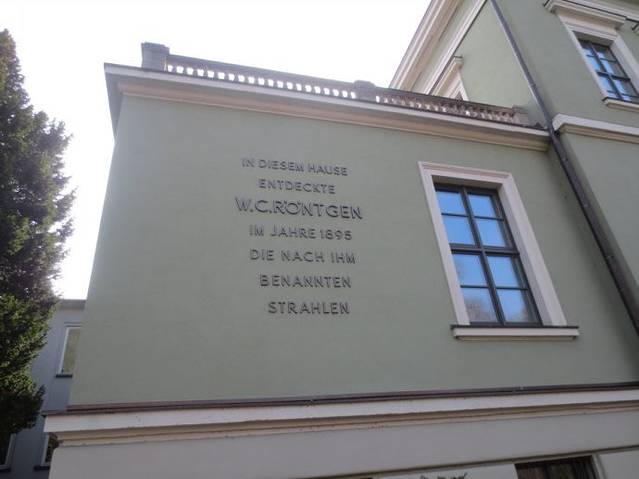 IN DIESEM HAUSE
ENTDECKTE
W.C.RÖNTGEN
IM JAHRE 1895
DIE NACH IHM
BENANNTEN
STRAHLEN